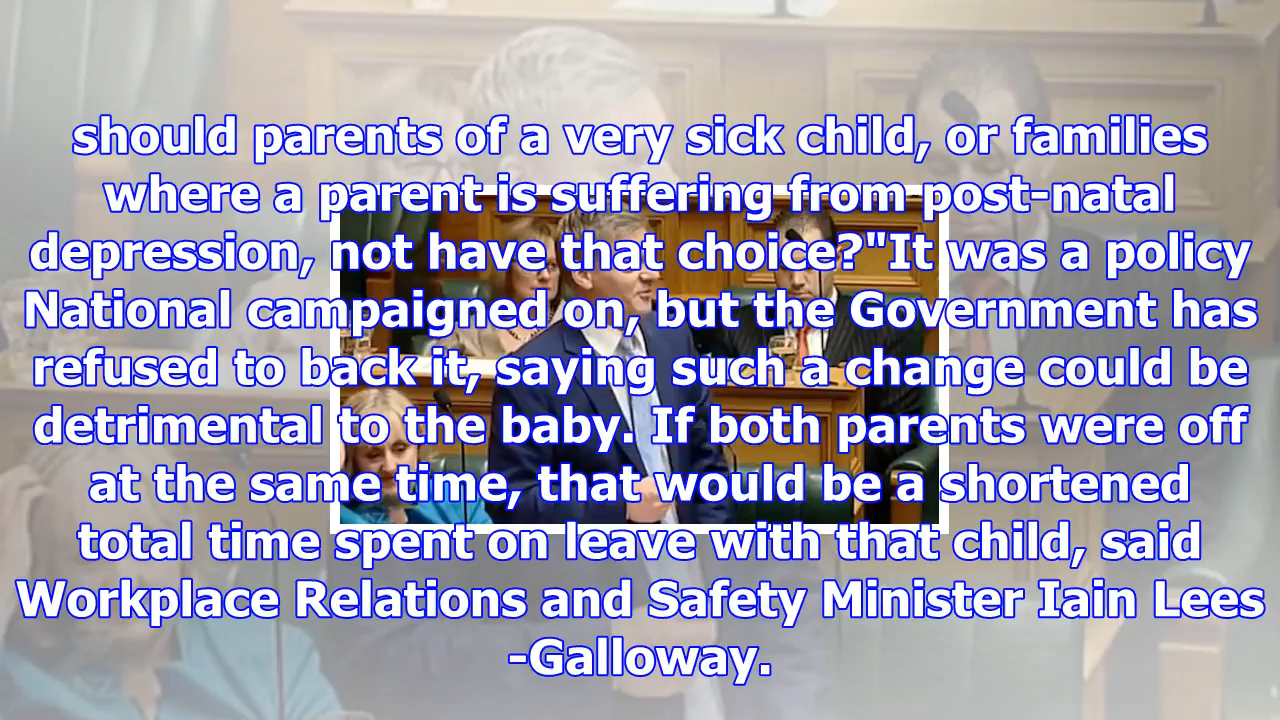 should parents of a very sick child, or families
where a parent is suffering from post-natal
depression, not have that choice?"It was a policy
National campaigned on, but the Government has
refused to back it, saying such a change could be
detrimental to the baby. If both parents were off
at the same time, that would be a shortened
total time spent on leave with that child, said
Workplace Relations and Safety Minister Iain Lees
-Galloway.